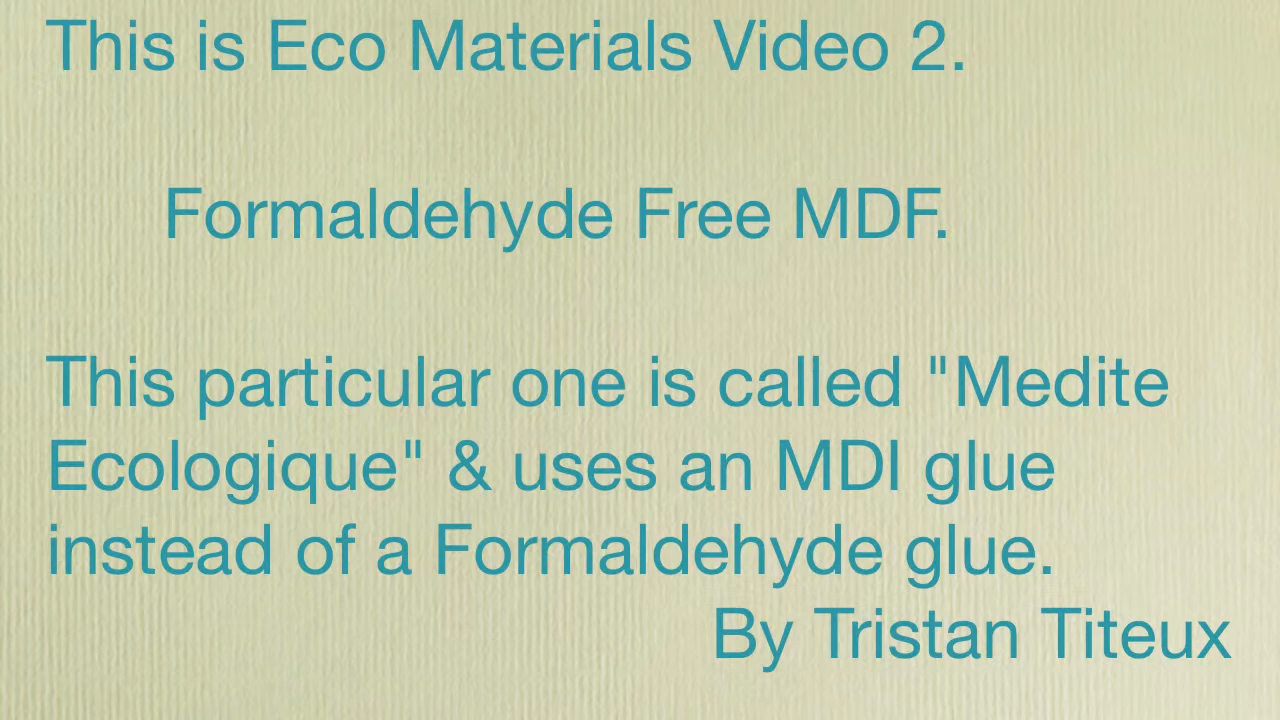 This is Eco Materials Video 2.
Formaldehyde Free MDF.
This particular one is called "Medite
Ecologique" & uses an MDI glue
instead of a Formaldehyde glue.
By Tristan Titeux